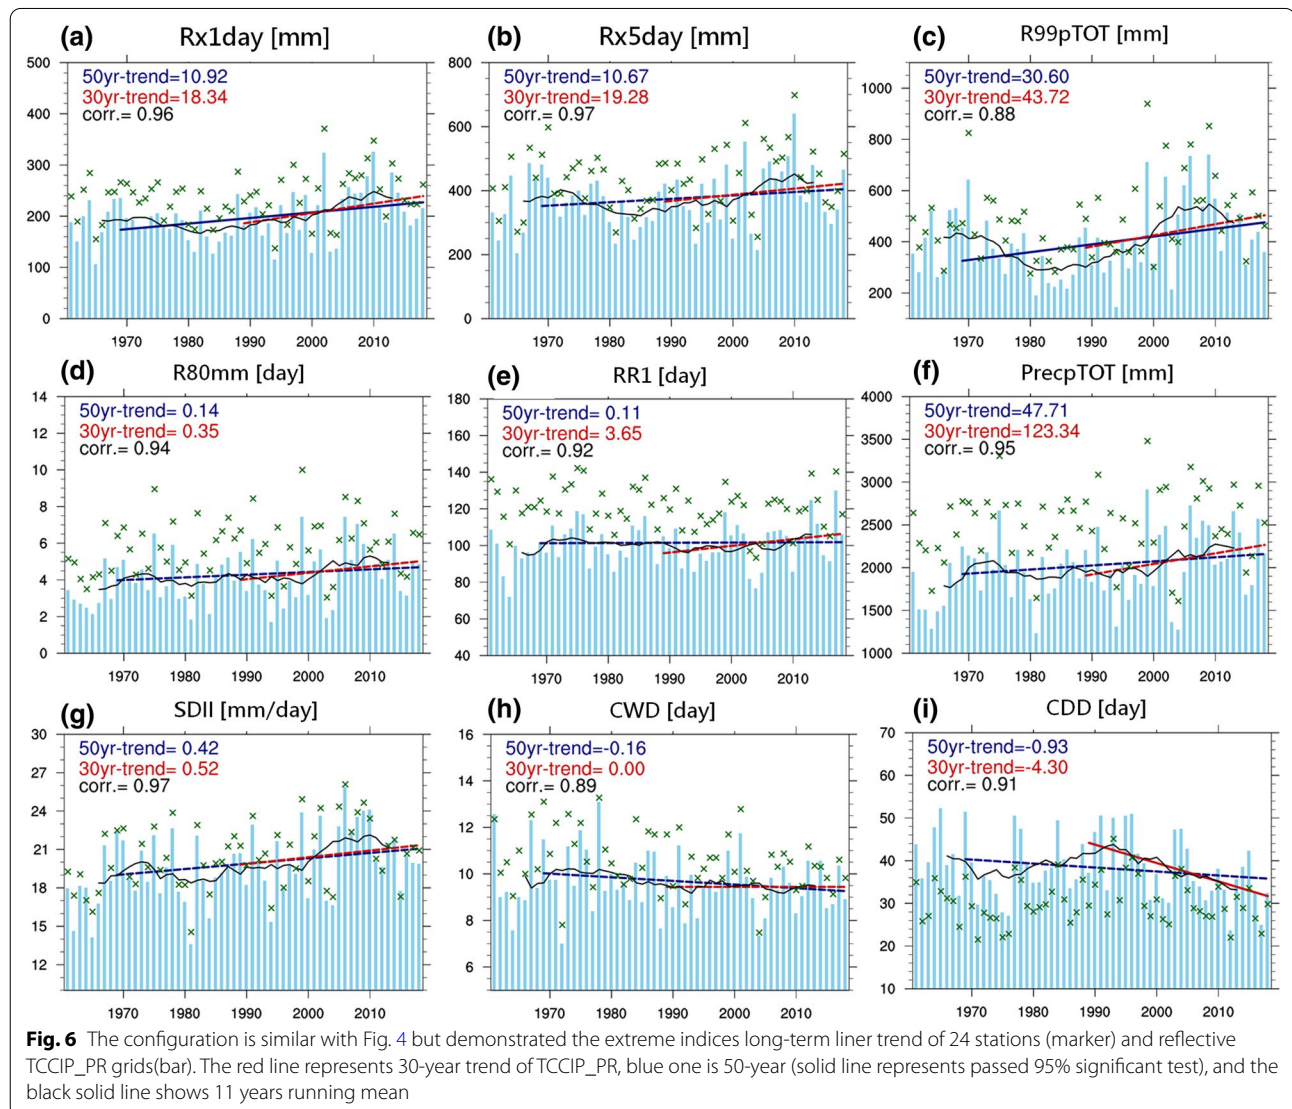 (a) Rx1day [mm]
50yr-trend=10.92
30yr-trend=18.34
corr.= 0.96
500
400
300
200
100
0
1970 1980 1990 2000 2010
(b) Rx5day [mm]
50yr-trend=10.67
30yr-trend=19.28
corr.= 0.97
800
600
400
200
0
1970 1980 1990 2000 2010
(c) R99pTOT [mm]
50yr-trend=30.60
30yr-trend=43.72
corr.= 0.88
1000
800
600
400
200
1970 1980 1990 2000 2010
(d) R80mm [day]
50yr-trend= 0.14
30yr-trend= 0.35
corr.= 0.94
14
12
10
8
6
4
2
0
1970 1980 1990 2000 2010
(e) RR1 [day]
50yr-trend= 0.11
30yr-trend= 3.65
corr.= 0.92
180
160
140
120
100
80
60
40
1970 1980 1990 2000 2010
(f) PrecpTOT [mm]
50yr-trend=47.71
30yr-trend=123.34
corr.= 0.95
4000
3500
3000
2500
2000
1500
1000
1970 1980 1990 2000 2010
(g) SDII [mm/day]
50yr-trend= 0.42
30yr-trend= 0.52
corr.= 0.97
30
27
24
21
18
15
12
1970 1980 1990 2000 2010
(h) CWD [day]
50yr-trend=-0.16
30yr-trend= 0.00
corr.= 0.89
16
14
12
10
8
6
1970 1980 1990 2000 2010
(i) CDD [day]
50yr-trend=-0.93
30yr-trend=-4.30
corr.= 0.91
70
60
50
40
30
20
10
1970 1980 1990 2000 2010
Fig. 6 The configuration is similar with Fig. 4 but demonstrated the extreme indices long-term liner trend of 24 stations (marker) and reflective
TCCIP_PR grids(bar). The red line represents 30-year trend of TCCIP_PR, blue one is 50-year (solid line represents passed 95% significant test), and the
black solid line shows 11 years running mean